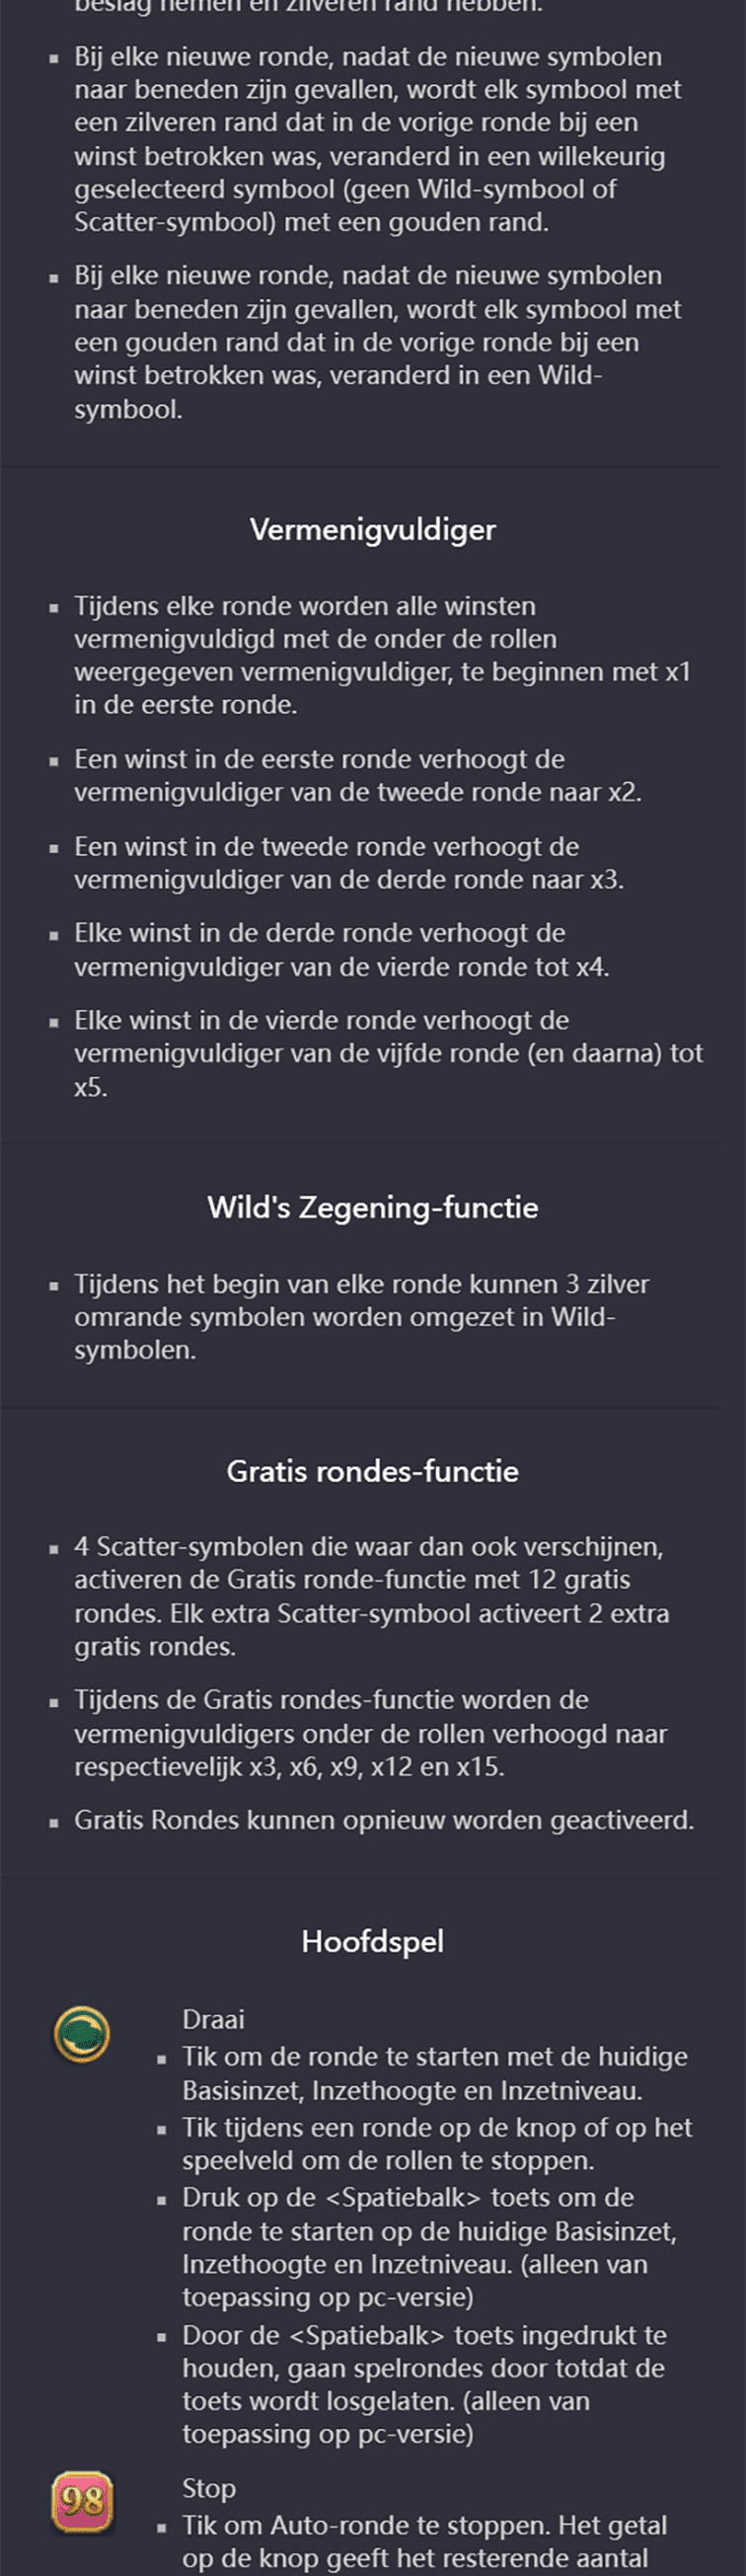 beslag nemen en zilveren rand hebben.
▪ Bij elke nieuwe ronde, nadat de nieuwe symbolen
naar beneden zijn gevallen, wordt elk symbool met
een zilveren rand dat in de vorige ronde bij een
winst betrokken was, veranderd in een willekeurig
geselecteerd symbool (geen Wild-symbool of
Scatter-symbool) met een gouden rand.
▪ Bij elke nieuwe ronde, nadat de nieuwe symbolen
naar beneden zijn gevallen, wordt elk symbool met
een gouden rand dat in de vorige ronde bij een
winst betrokken was, veranderd in een Wild-
symbool.
Vermenigvuldiger
▪ Tijdens elke ronde worden alle winsten
vermenigvuldigd met de onder de rollen
weergegeven vermenigvuldiger, te beginnen met x1
in de eerste ronde.
▪ Een winst in de eerste ronde verhoogt de
vermenigvuldiger van de tweede ronde naar x2.
▪ Een winst in de tweede ronde verhoogt de
vermenigvuldiger van de derde ronde naar x3.
▪ Elke winst in de derde ronde verhoogt de
vermenigvuldiger van de vierde ronde tot x4.
▪ Elke winst in de vierde ronde verhoogt de
vermenigvuldiger van de vijfde ronde (en daarna) tot
x5.
Wild's Zegening-functie
▪ Tijdens het begin van elke ronde kunnen 3 zilver
omrande symbolen worden omgezet in Wild-
symbolen.
Gratis rondes-functie
▪ 4 Scatter-symbolen die waar dan ook verschijnen,
activeren de Gratis ronde-functie met 12 gratis
rondes. Elk extra Scatter-symbool activeert 2 extra
gratis rondes.
▪ Tijdens de Gratis rondes-functie worden de
vermenigvuldigers onder de rollen verhoogd naar
respectievelijk x3, x6, x9, x12 en x15.
▪ Gratis Rondes kunnen opnieuw worden geactiveerd.
Hoofdspel
Draai
▪ Tik om de ronde te starten met de huidige
Basisinzet, Inzethoogte en Inzetniveau.
▪ Tik tijdens een ronde op de knop of op het
speelveld om de rollen te stoppen.
▪ Druk op de <Spatiebalk> toets om de
ronde te starten op de huidige Basisinzet,
Inzethoogte en Inzetniveau. (alleen van
toepassing op pc-versie)
▪ Door de <Spatiebalk> toets ingedrukt te
houden, gaan spelrondes door totdat de
toets wordt losgelaten. (alleen van
toepassing op pc-versie)
98
Stop
▪ Tik om Auto-ronde te stoppen. Het getal
op de knop geeft het resterende aantal